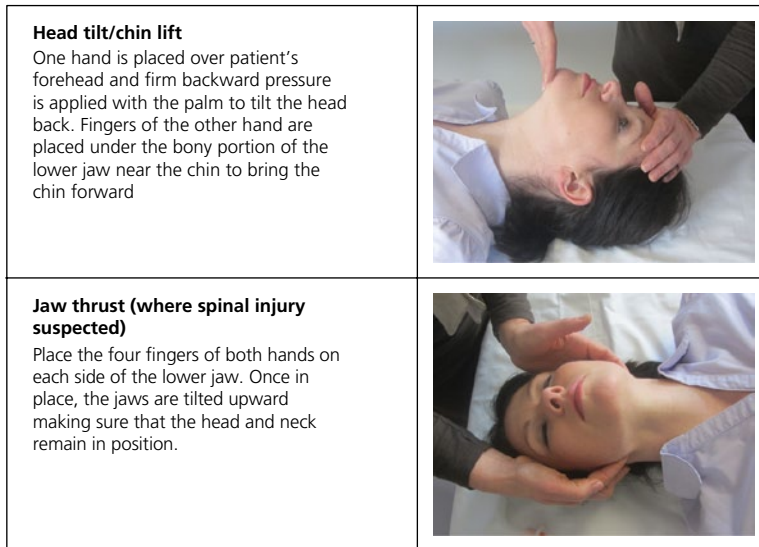 Head tilt/chin lift
One hand is placed over patient's
forehead and firm backward pressure
is applied with the palm to tilt the head
back. Fingers of the other hand are
placed under the bony portion of the
lower jaw near the chin to bring the
chin forward
Jaw thrust (where spinal injury
suspected)
Place the four fingers of both hands on
each side of the lower jaw. Once in
place, the jaws are tilted upward
making sure that the head and neck
remain in position.